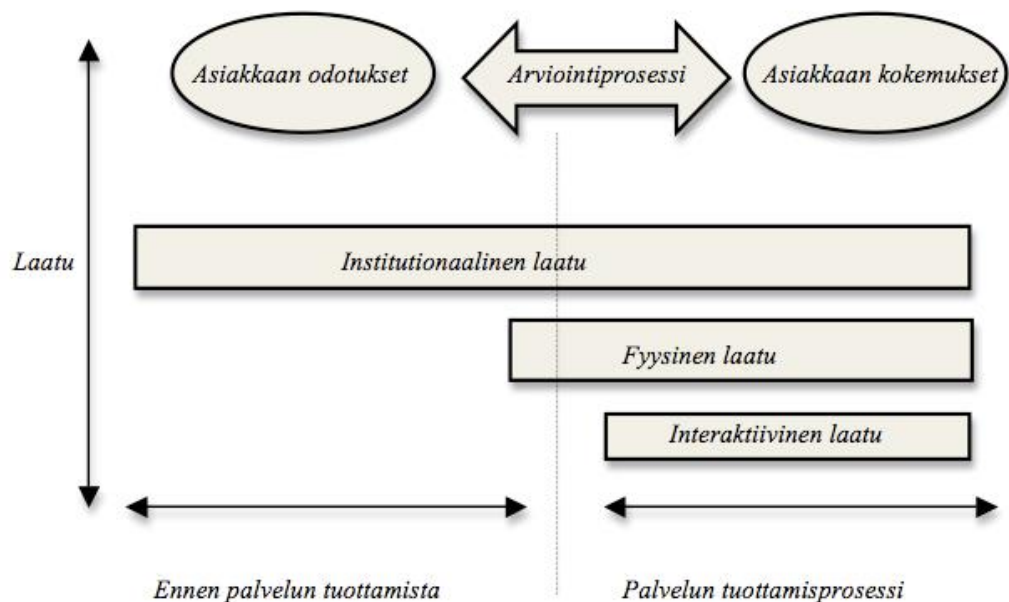 Asiakkaan odotukset
Arviointiprosessi
Asiakkaan kokemukset
Laatu
Institutionaalinen laatu
Fyysinen laatu
Interaktiivinen laatu
Ennen palvelun tuottamista
Palvelun tuottamisprosessi